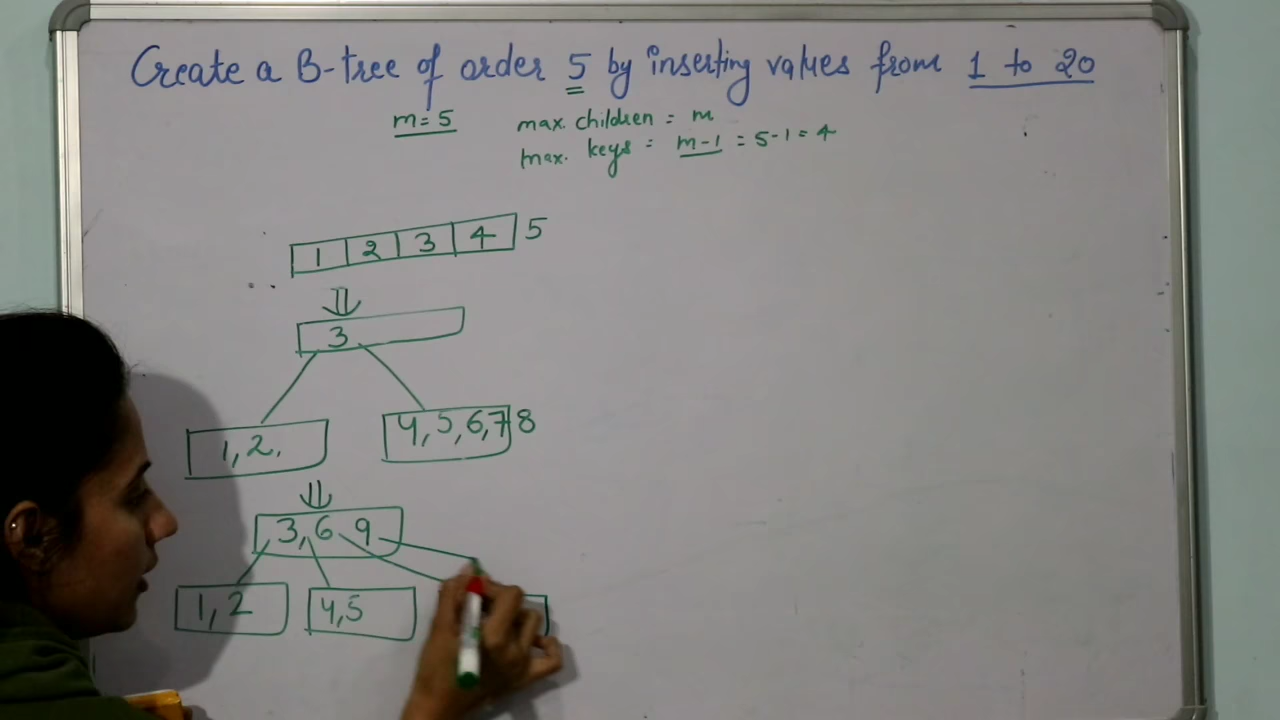 Create a B-tree of order 5 by inserting values from 1 to 20
m=5 max. children = m
max. keys = m-1 = 5-1=4
1 2 3 4 5
3
1,2, 4,5,6,7 8
3,6 9
1,2 4,5